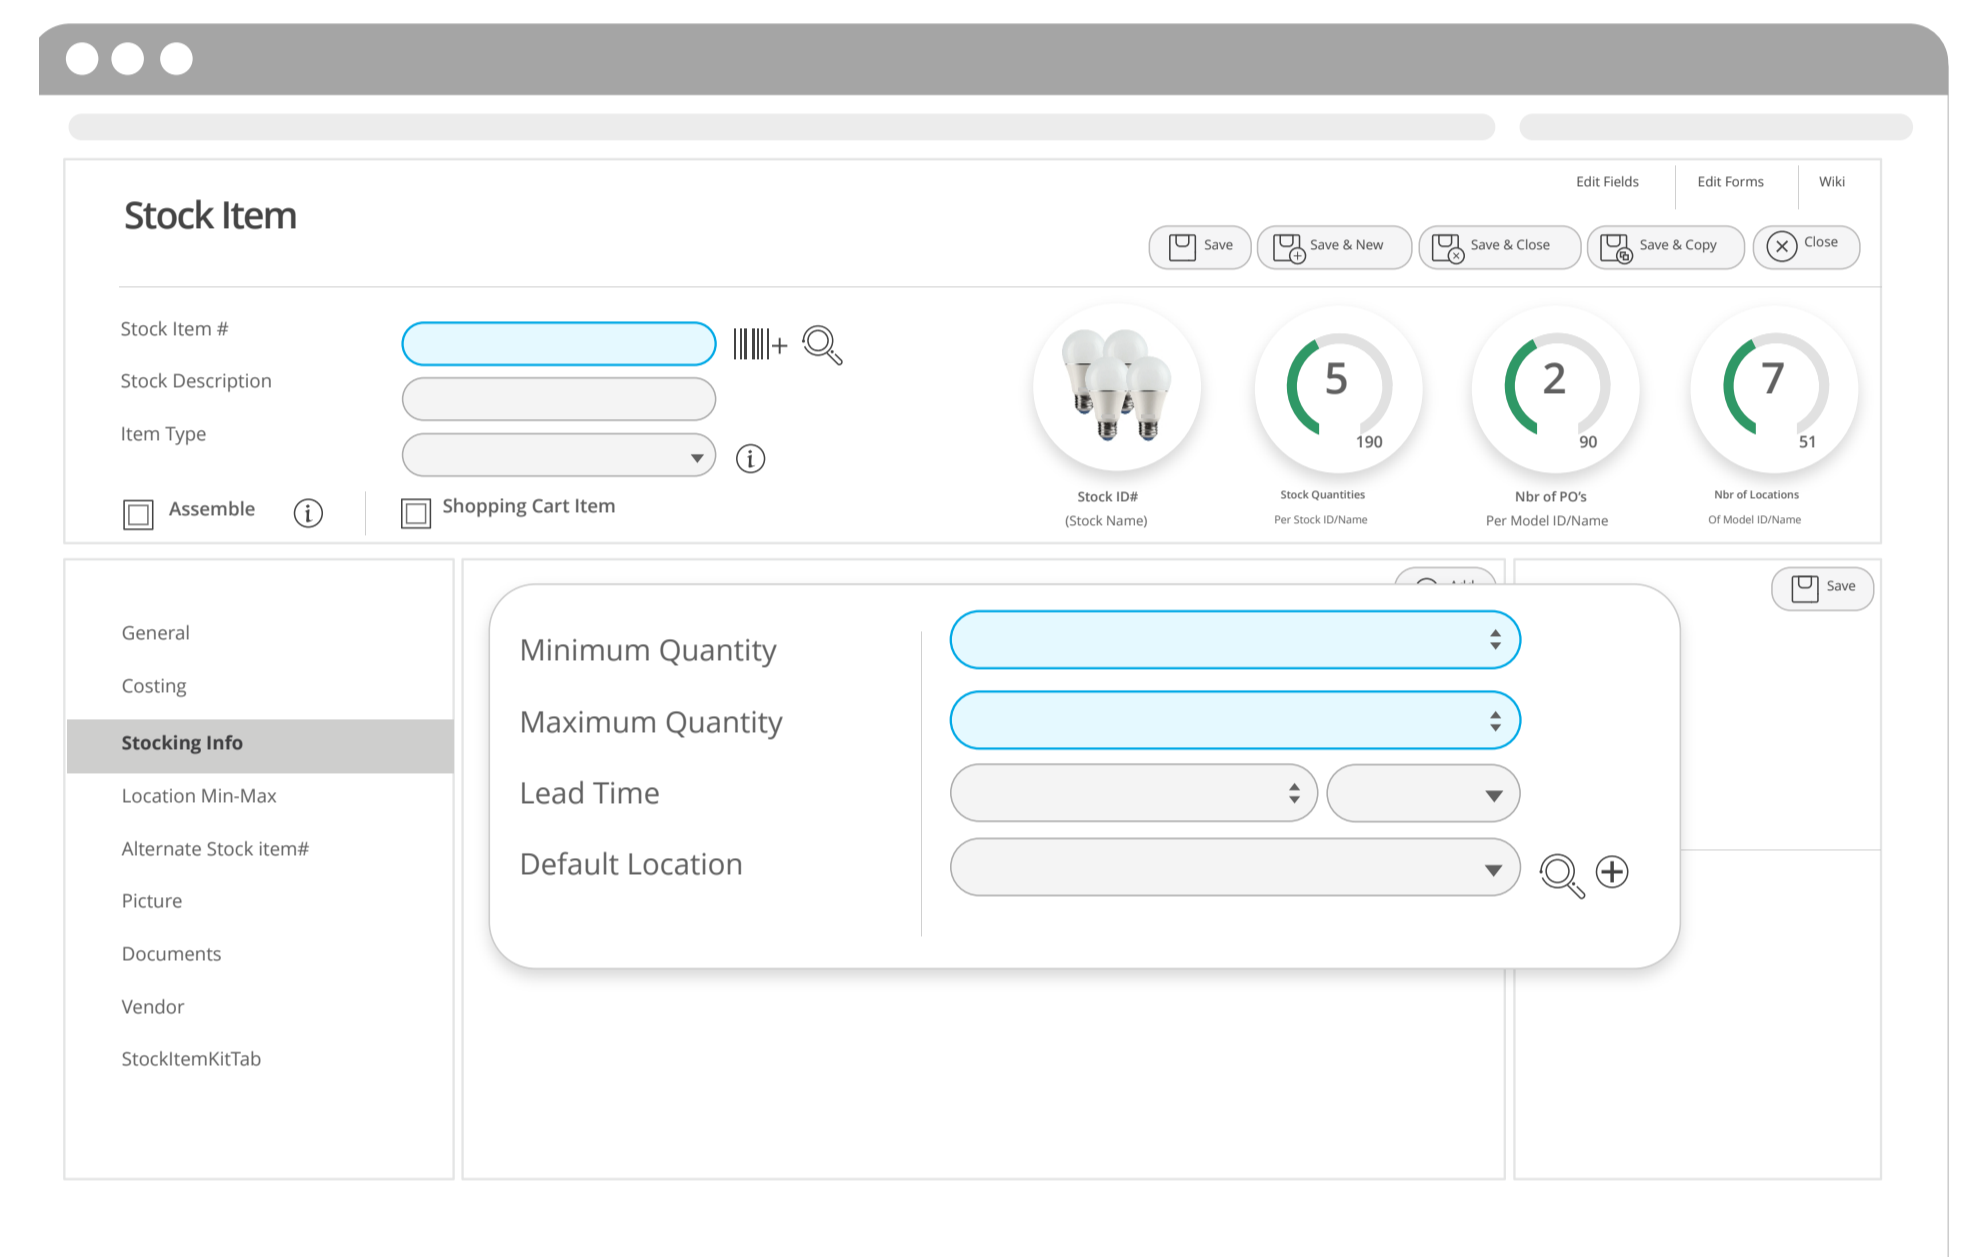 Edit Fields
Edit Forms
Wiki
Stock Item
Save
Save & New
Save & Close
Save & Copy
Close
Stock Item #
Stock Description
Item Type
Assemble
Shopping Cart Item
5
190
2
90
7
51
Stock ID#
(Stock Name)
Stock Quantities
Per Stock ID/Name
Nbr of PO's
Per Model ID/Name
Nbr of Locations
Of Model ID/Name
General
Costing
Stocking Info
Location Min-Max
Alternate Stock item#
Picture
Documents
Vendor
StockItemKitTab
Save
Minimum Quantity
Maximum Quantity
Lead Time
Default Location